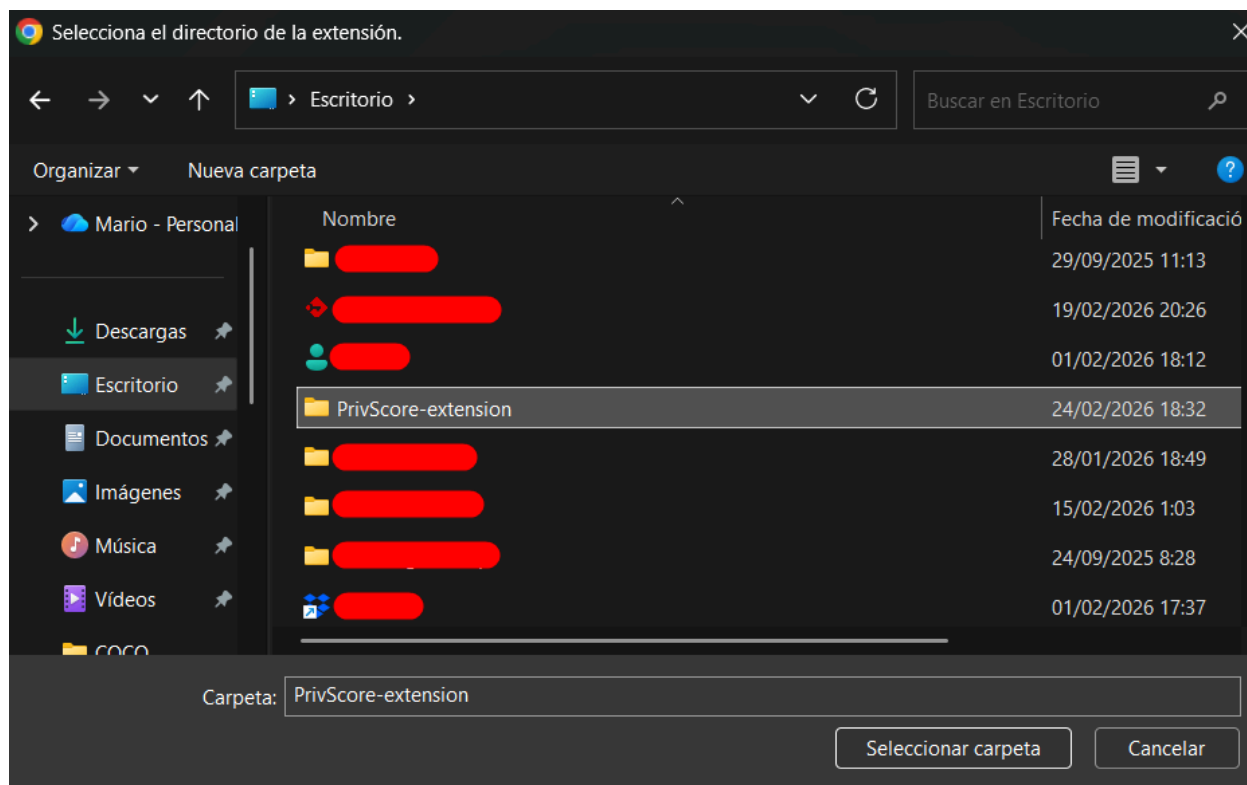 Selecciona el directorio de la extensión.
Escritorio
Buscar en Escritorio
Organizar
Nueva carpeta
Mario - Personal
Nombre
Fecha de modificació
29/09/2025 11:13
Descargas
19/02/2026 20:26
01/02/2026 18:12
Escritorio
PrivScore-extension
24/02/2026 18:32
Documentos
28/01/2026 18:49
Imágenes
15/02/2026 1:03
Música
24/09/2025 8:28
Vídeos
01/02/2026 17:37
COCO
Carpeta:
PrivScore-extension
Seleccionar carpeta
Cancelar